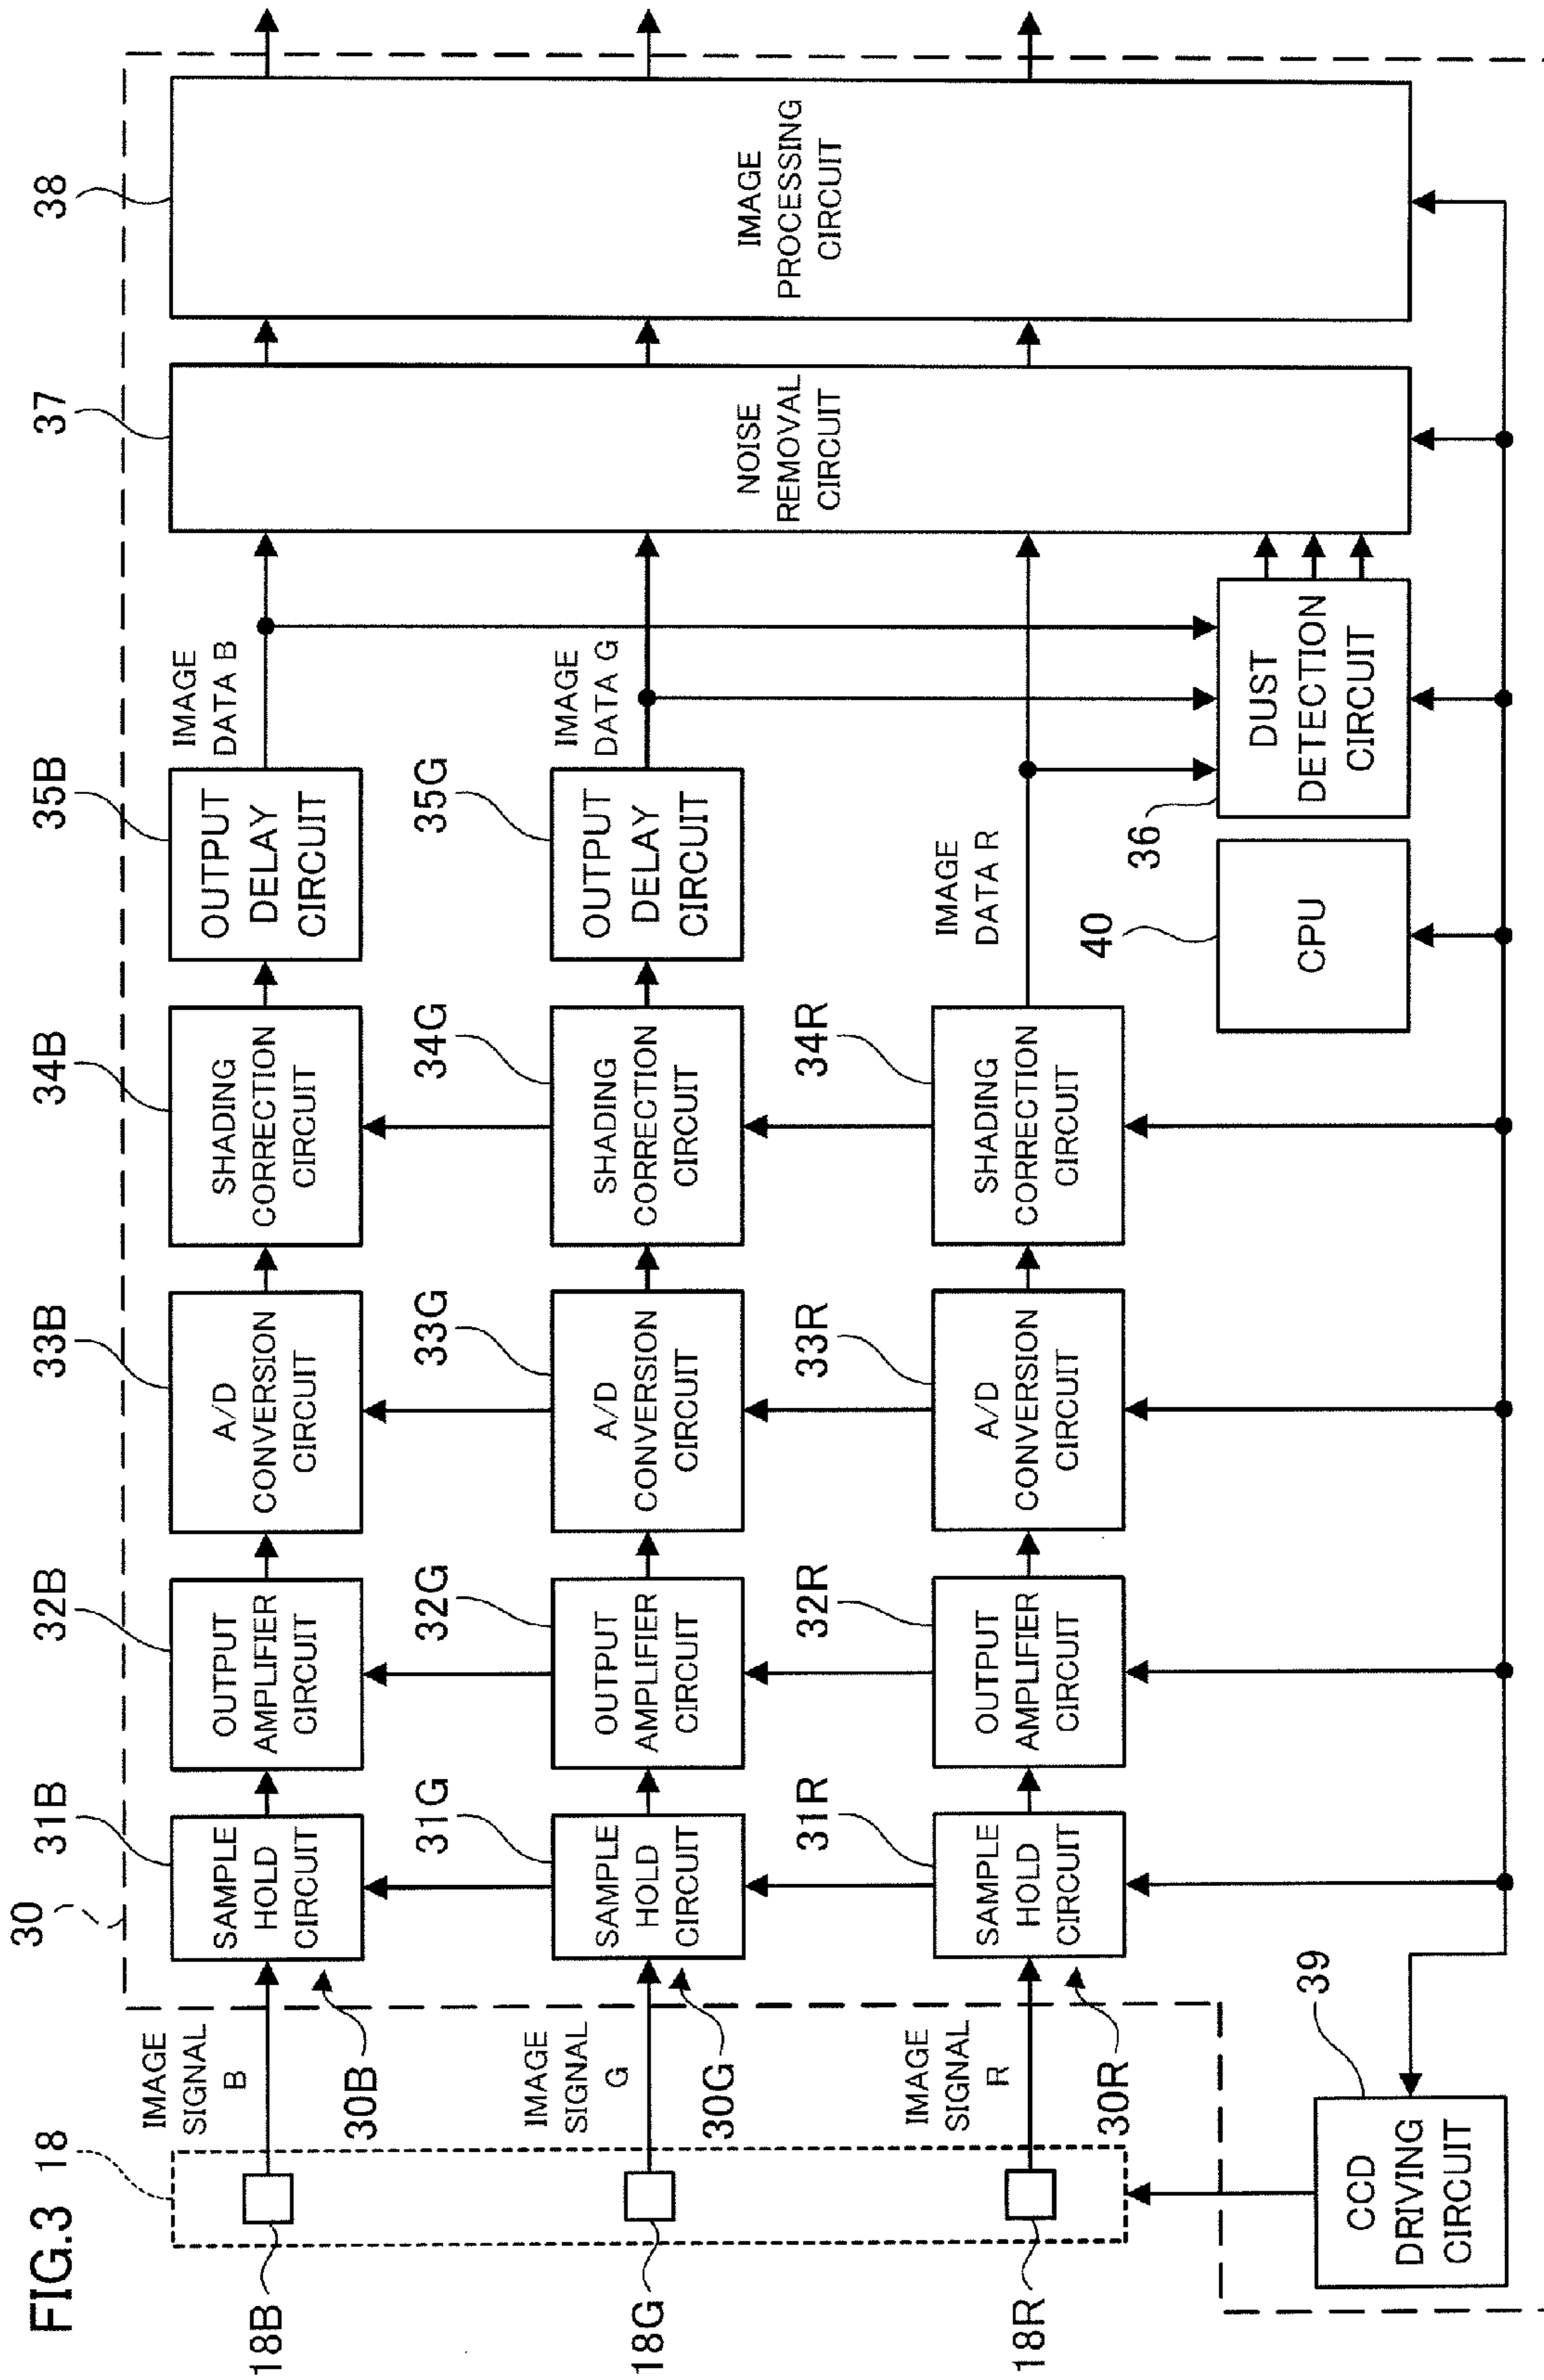 FIG.3
18
18B
18G
18R
IMAGE
SIGNAL
B
IMAGE
SIGNAL
G
IMAGE
SIGNAL
R
30
30B
30G
30R
31B
SAMPLE
HOLD
CIRCUIT
32B
OUTPUT
AMPLIFIER
CIRCUIT
33B
A/D
CONVERSION
CIRCUIT
34B
SHADING
CORRECTION
CIRCUIT
35B
OUTPUT
DELAY
CIRCUIT
IMAGE
DATA B
31G
SAMPLE
HOLD
CIRCUIT
32G
OUTPUT
AMPLIFIER
CIRCUIT
33G
A/D
CONVERSION
CIRCUIT
34G
SHADING
CORRECTION
CIRCUIT
35G
OUTPUT
DELAY
CIRCUIT
IMAGE
DATA G
31R
SAMPLE
HOLD
CIRCUIT
32R
OUTPUT
AMPLIFIER
CIRCUIT
33R
A/D
CONVERSION
CIRCUIT
34R
SHADING
CORRECTION
CIRCUIT
IMAGE
DATA R
37
NOISE
REMOVAL
CIRCUIT
38
IMAGE
PROCESSING
CIRCUIT
39
CCD
DRIVING
CIRCUIT
40
CPU
36
DUST
DETECTION
CIRCUIT